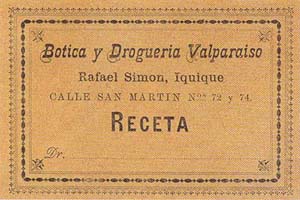 Botica y Drogueria Valparaiso
Rafael Simon, Iquique
CALLE SAN MARTIN Nos. 72 y 74.
RECETA
Dr.